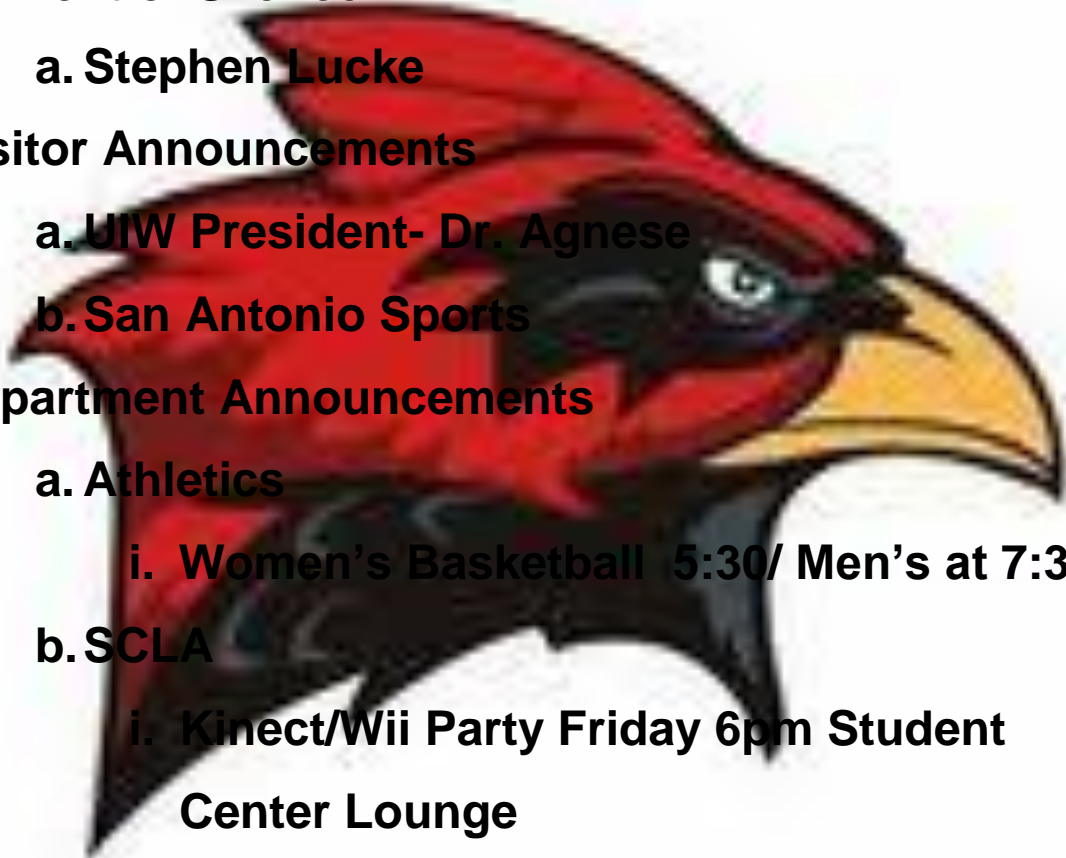 a. Stephen Lucke
sitor Announcements
a. UIW President- Dr. Agnese
b. San Antonio Sports
partment Announcements
a. Athletics
i. Women's Basketball 5:30/ Men's at 7:3
b. SCLA
i. Kinect/Wii Party Friday 6pm Student
Center Lounge